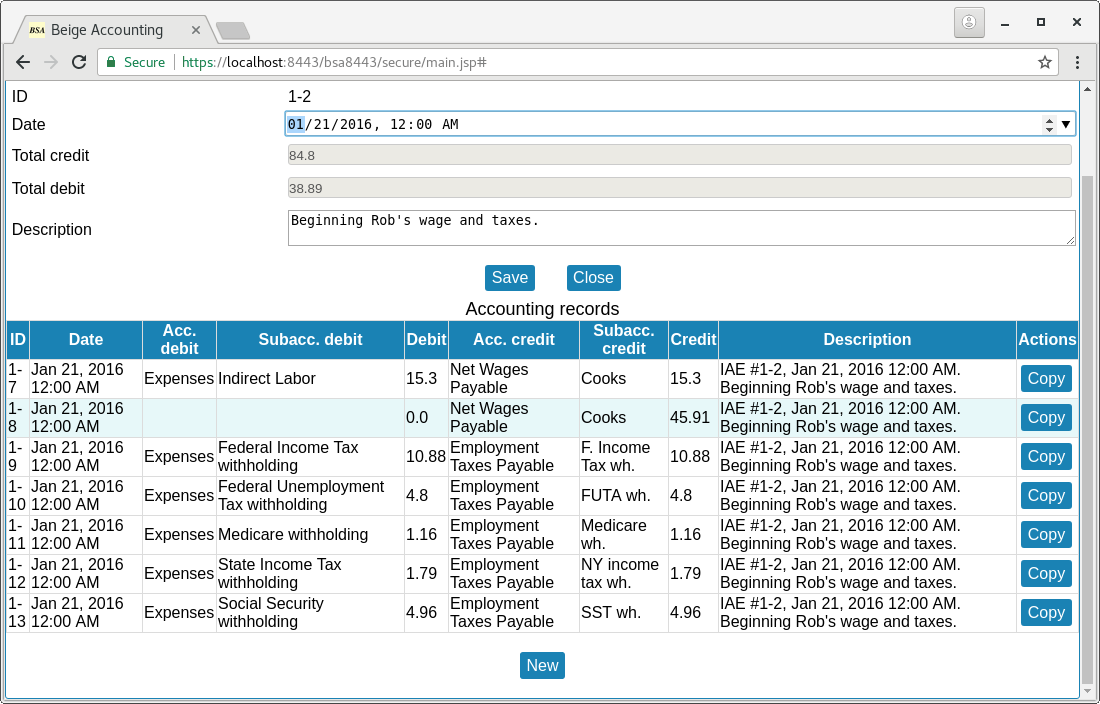 BSA Beige Accounting
Secure https://localhost:8443/bsa8443/secure/main.jsp#
ID 1-2
Date 01/21/2016, 12:00 AM
Total credit 84.8
Total debit 38.89
Description Beginning Rob's wage and taxes.
Save Close
Accounting records
ID Date Acc. debit Subacc. debit Debit Acc. credit Subacc. credit Credit Description Actions
1- Jan 21, 2016 Expenses Indirect Labor 15.3 Net Wages Cooks 15.3 IAE #1-2, Jan 21, 2016 12:00 AM. Copy
7 12:00 AM Payable Beginning Rob's wage and taxes.
1- Jan 21, 2016 0.0 Net Wages Cooks 45.91 IAE #1-2, Jan 21, 2016 12:00 AM. Copy
8 12:00 AM Payable Beginning Rob's wage and taxes.
1- Jan 21, 2016 Expenses Federal Income Tax 10.88 Employment F. Income 10.88 IAE #1-2, Jan 21, 2016 12:00 AM. Copy
9 12:00 AM withholding Taxes Payable Tax wh. Beginning Rob's wage and taxes.
1- Jan 21, 2016 Expenses Federal Unemployment 4.8 Employment FUTA wh. 4.8 IAE #1-2, Jan 21, 2016 12:00 AM. Copy
10 12:00 AM Tax withholding Taxes Payable Beginning Rob's wage and taxes.
1- Jan 21, 2016 Expenses Medicare withholding 1.16 Employment Medicare 1.16 IAE #1-2, Jan 21, 2016 12:00 AM. Copy
11 12:00 AM Taxes Payable wh. Beginning Rob's wage and taxes.
1- Jan 21, 2016 Expenses State Income Tax 1.79 Employment NY income 1.79 IAE #1-2, Jan 21, 2016 12:00 AM. Copy
12 12:00 AM withholding Taxes Payable tax wh. Beginning Rob's wage and taxes.
1- Jan 21, 2016 Expenses Social Security 4.96 Employment SST wh. 4.96 IAE #1-2, Jan 21, 2016 12:00 AM. Copy
13 12:00 AM withholding Taxes Payable Beginning Rob's wage and taxes.
New